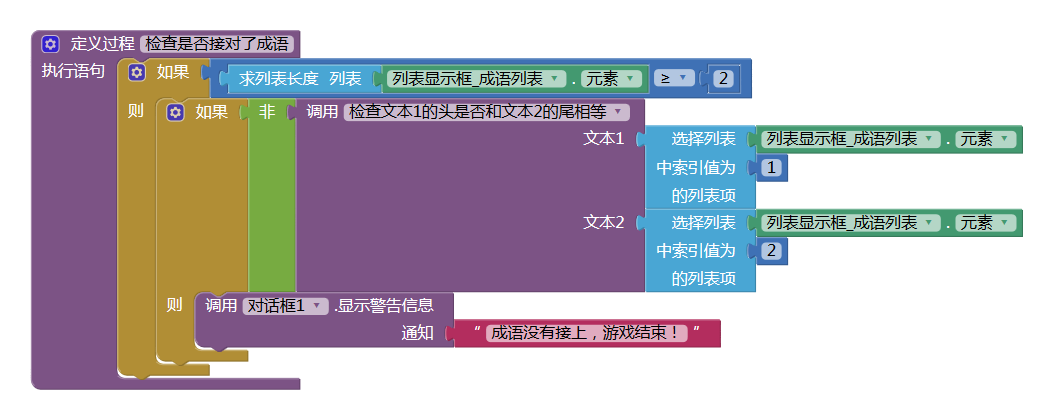 定义过程 检查是否接对了成语
执行语句 如果 求列表长度 列表 列表显示框_成语列表 . 元素 ≥ 2
则 如果 非 调用 检查文本1的头是否和文本2的尾相等
文本1 选择列表 列表显示框_成语列表 . 元素
中索引值为 1
的列表项
文本2 选择列表 列表显示框_成语列表 . 元素
中索引值为 2
的列表项
则 调用 对话框1 .显示警告信息
通知 “ 成语没有接上，游戏结束！ ”